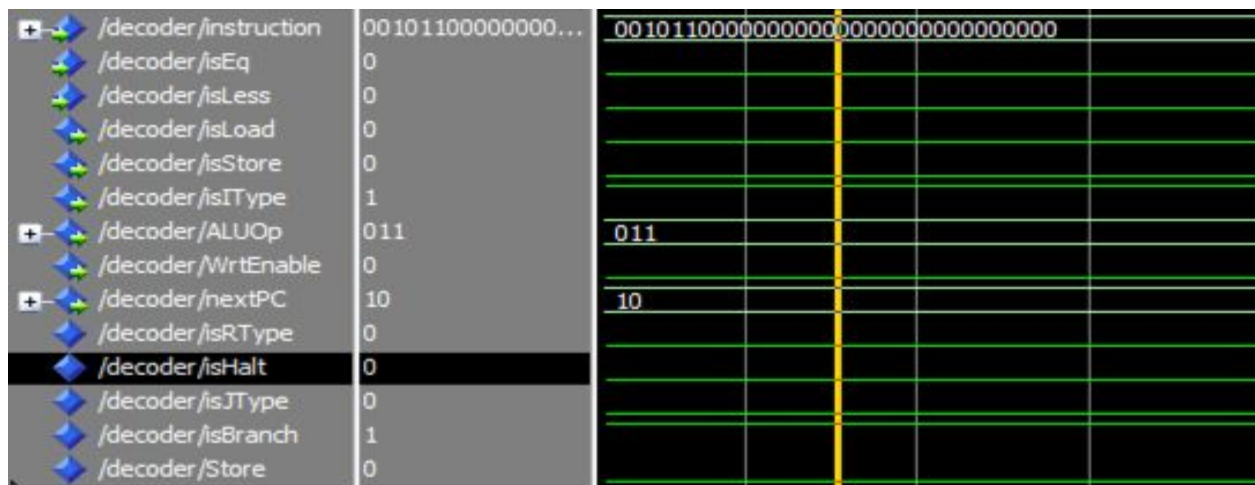 /decoder/instruction 00101100000000... 00101100000000000000000000000000
/decoder/isEq 0
/decoder/isLess 0
/decoder/isLoad 0
/decoder/isStore 0
/decoder/isIType 1
/decoder/ALUOp 011 011
/decoder/WrtEnable 0
/decoder/nextPC 10 10
/decoder/isRType 0
/decoder/isHalt 0
/decoder/isJType 0
/decoder/isBranch 1
/decoder/Store 0